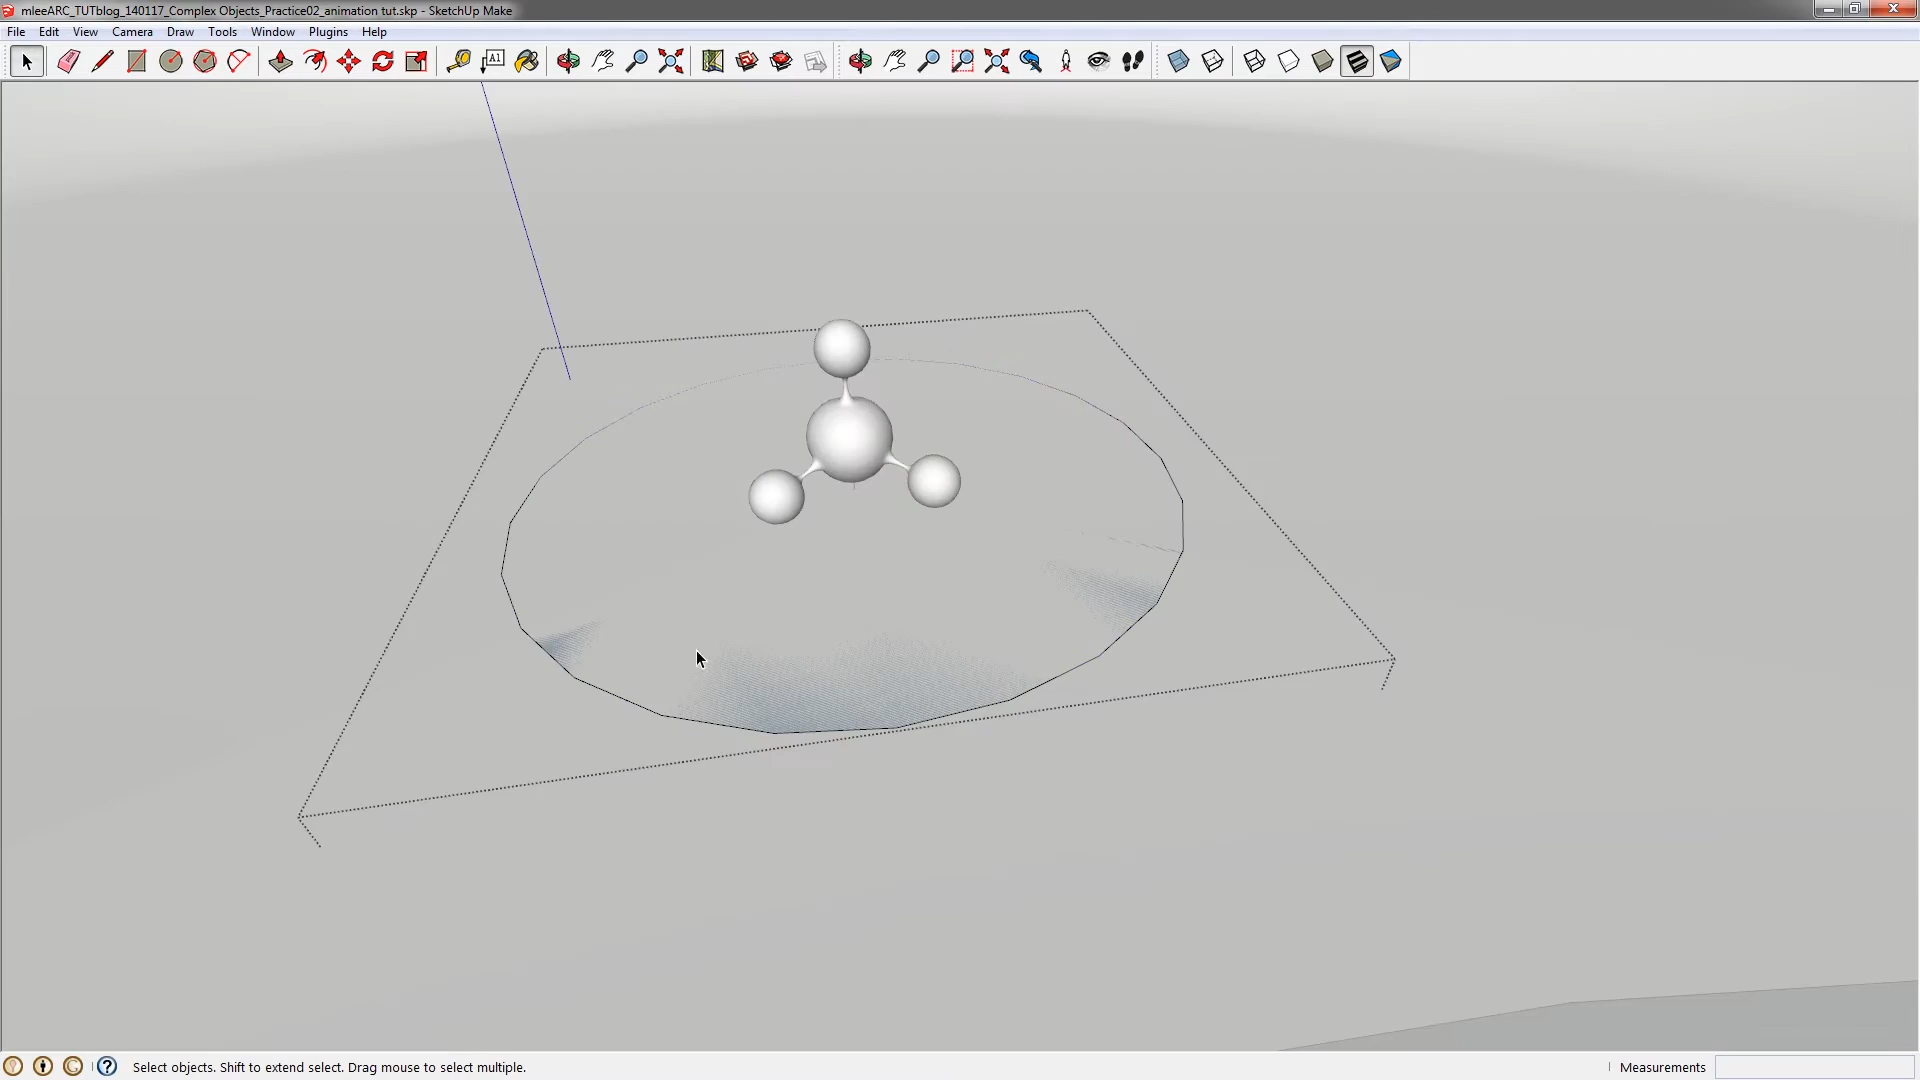 mleeARC_TUTblog_140117_Complex Objects_Practice02_animation tut.skp - SketchUp Make
File Edit View Camera Draw Tools Window Plugins Help
A1
Select objects. Shift to extend select. Drag mouse to select multiple.
Measurements